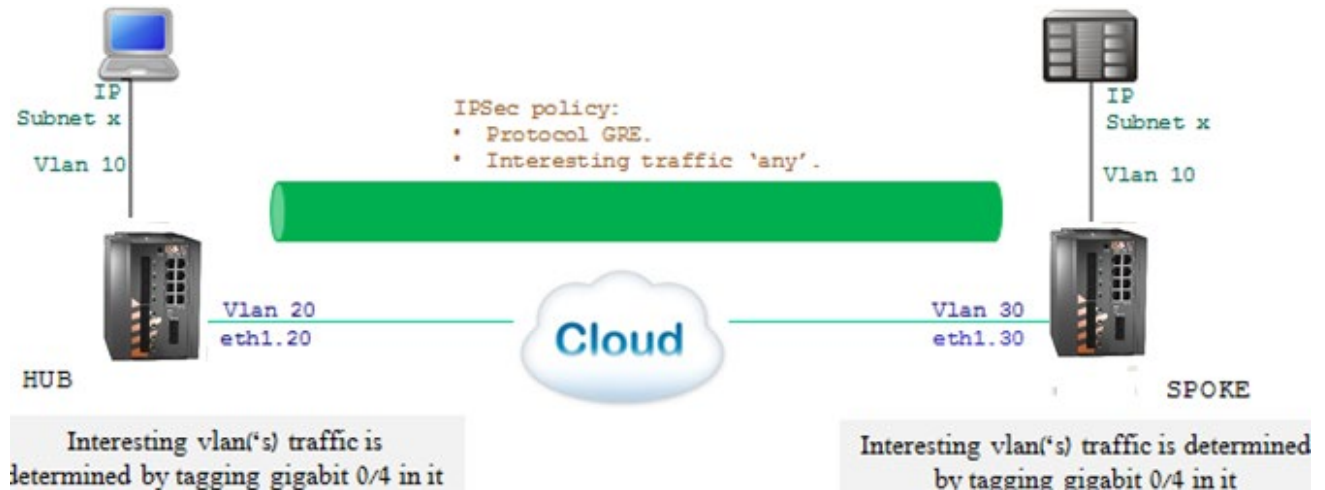 IP
Subnet x
Vlan 10
IPSec policy:
• Protocol GRE.
• Interesting traffic ‘any’.
IP
Subnet x
Vlan 10
Vlan 20
eth1.20
Cloud
Vlan 30
eth1.30
HUB
SPOKE
Interesting vlan(‘s) traffic is
determined by tagging gigabit 0/4 in it
Interesting vlan(‘s) traffic is determined
by tagging gigabit 0/4 in it